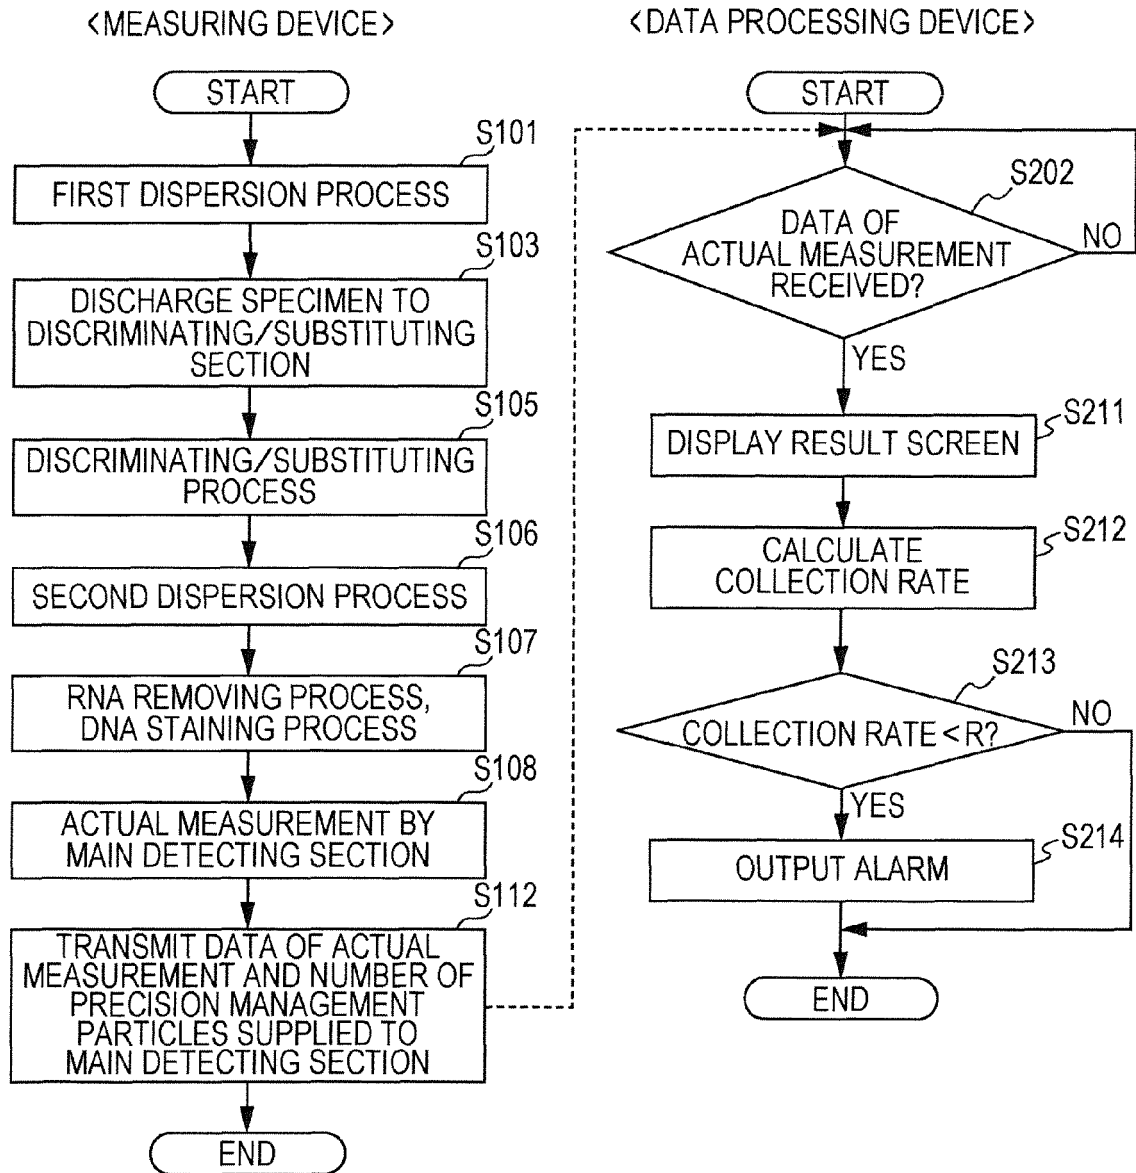 <MEASURING DEVICE>
START
S101
FIRST DISPERSION PROCESS
S103
DISCHARGE SPECIMEN TO
DISCRIMINATING/SUBSTITUTING
SECTION
S105
DISCRIMINATING/SUBSTITUTING
PROCESS
S106
SECOND DISPERSION PROCESS
S107
RNA REMOVING PROCESS,
DNA STAINING PROCESS
S108
ACTUAL MEASUREMENT BY
MAIN DETECTING SECTION
S112
TRANSMIT DATA OF ACTUAL
MEASUREMENT AND NUMBER OF
PRECISION MANAGEMENT
PARTICLES SUPPLIED TO
MAIN DETECTING SECTION
END
<DATA PROCESSING DEVICE>
START
S202
DATA OF
ACTUAL MEASUREMENT
RECEIVED?
NO
YES
S211
DISPLAY RESULT SCREEN
S212
CALCULATE
COLLECTION RATE
S213
COLLECTION RATE < R?
NO
YES
S214
OUTPUT ALARM
END